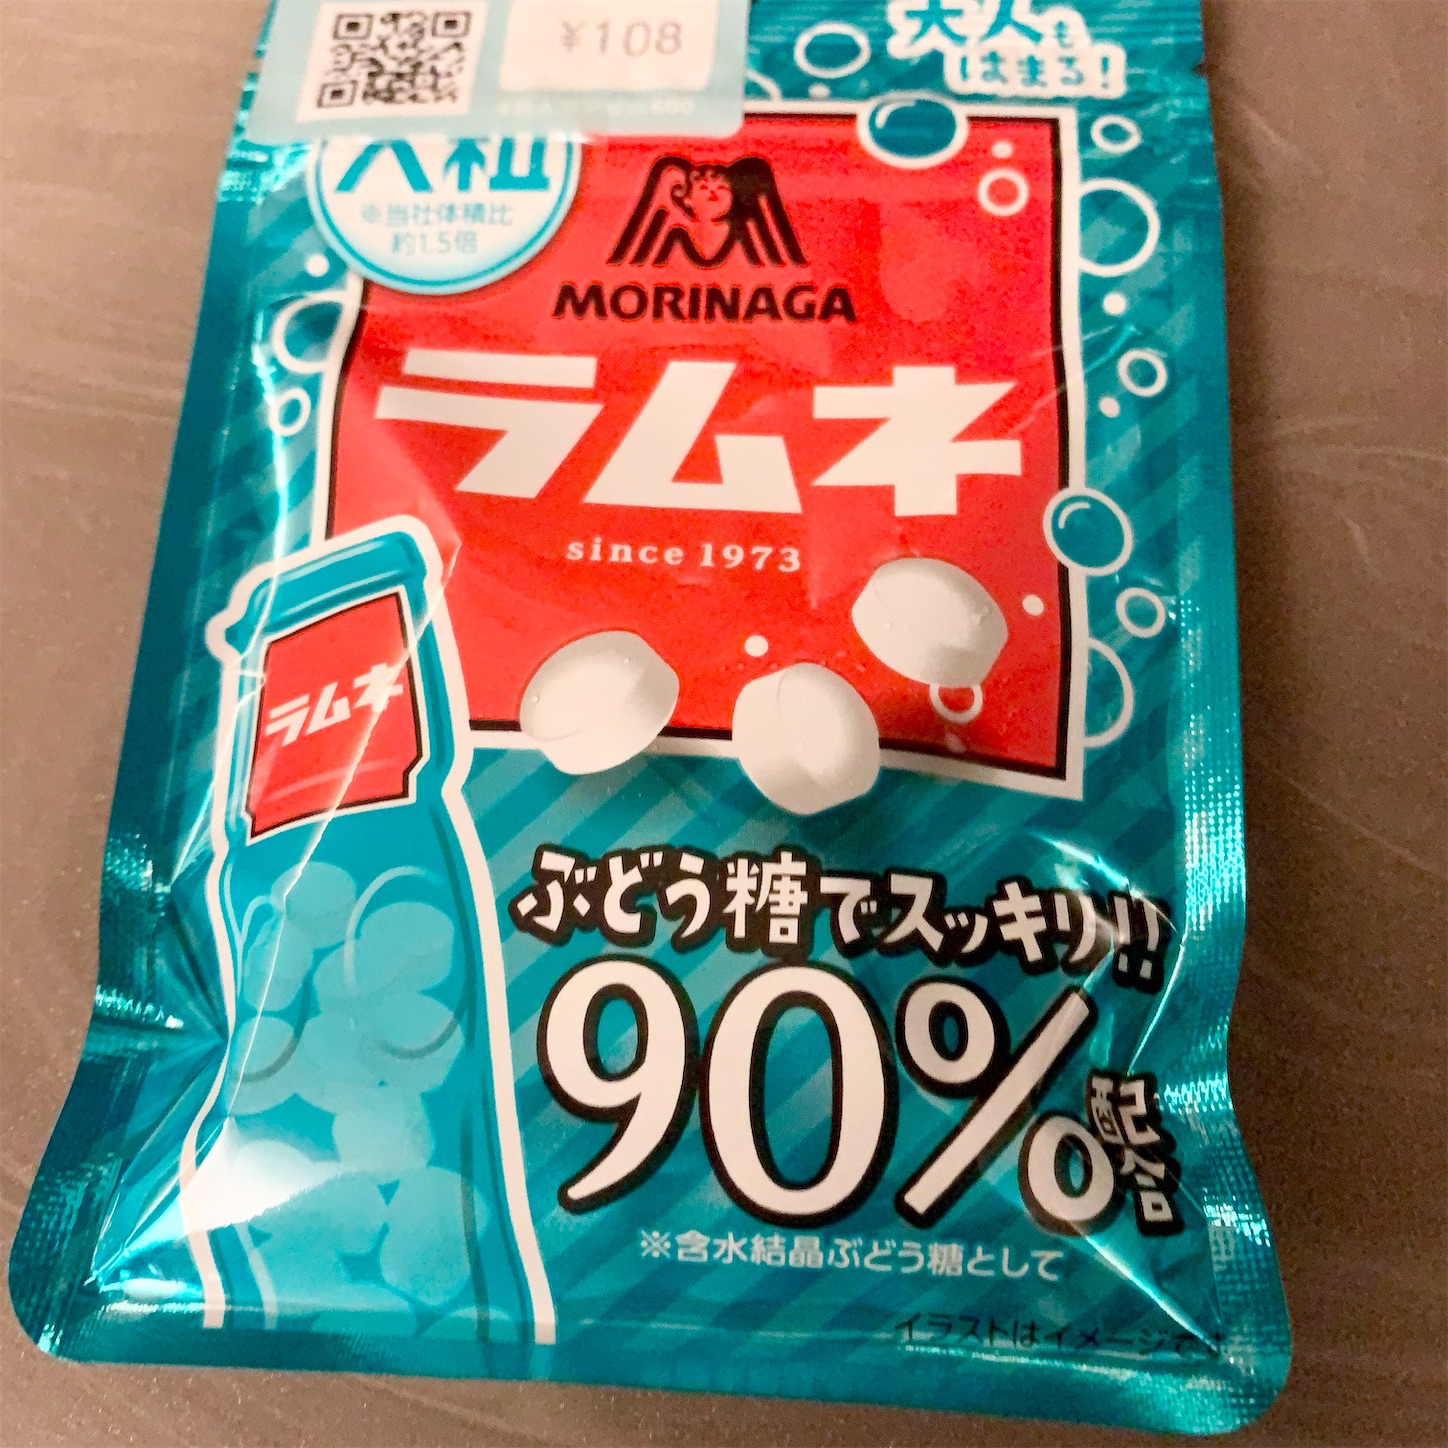 ¥108
大人も
はまる!
大粒
※当社体積比
約1.5倍
MORINAGA
ラムネ
since 1973
ラムネ
ぶどう糖でスッキリ!!
90%配合
※含水結晶ぶどう糖として
イラストはイメージです